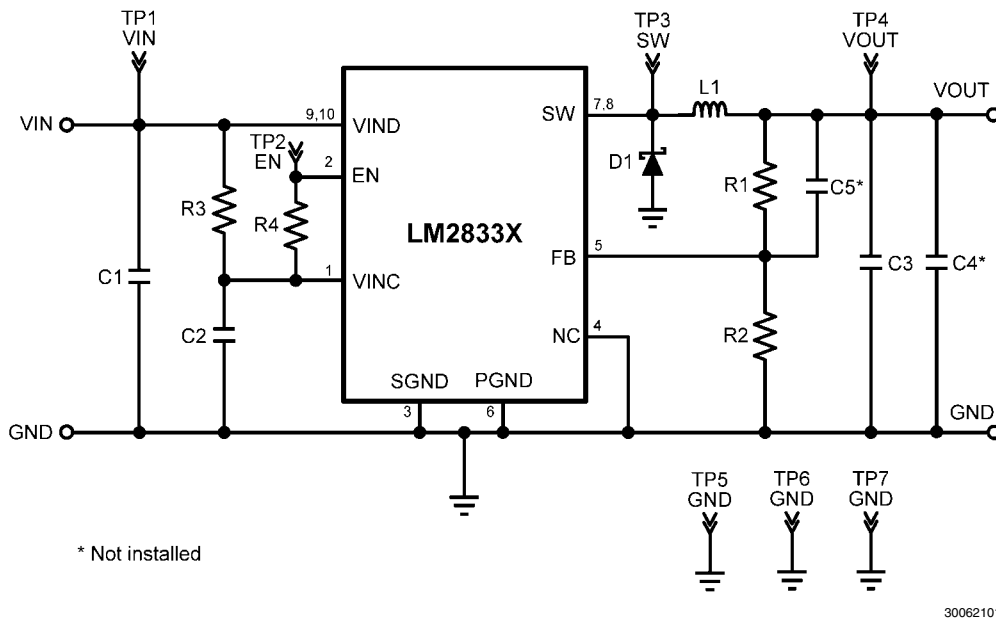 TP1
VIN
TP3
SW
TP4
VOUT
L1
VOUT
VIN
9,10
VIND
SW
7,8
TP2
EN
2
EN
D1
R1
C5*
R3
R4
LM2833X
FB
5
C1
1
VINC
C3
C4*
C2
NC
4
R2
SGND
PGND
3
6
GND
GND
TP5
GND
TP6
GND
TP7
GND
* Not installed
30062101